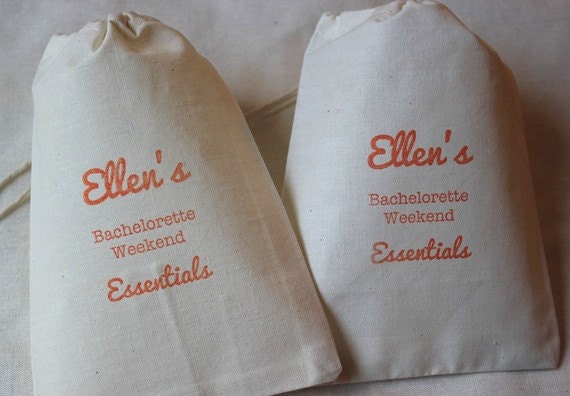 Ellen's
Bachelorette
Weekend
Essentials
Ellen's
Bachelorette
Weekend
Essentials